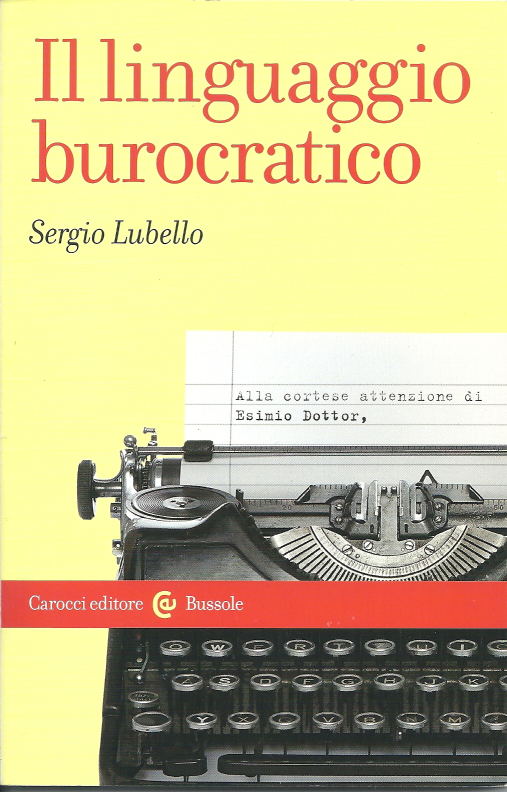 Il linguaggio
burocratico
Sergio Lubello
Alla cortese attenzione di
Esimio Dottor,
Carocci editore Bussole
Q W E R T U I
A S D F G H J K
Y X C V B N M